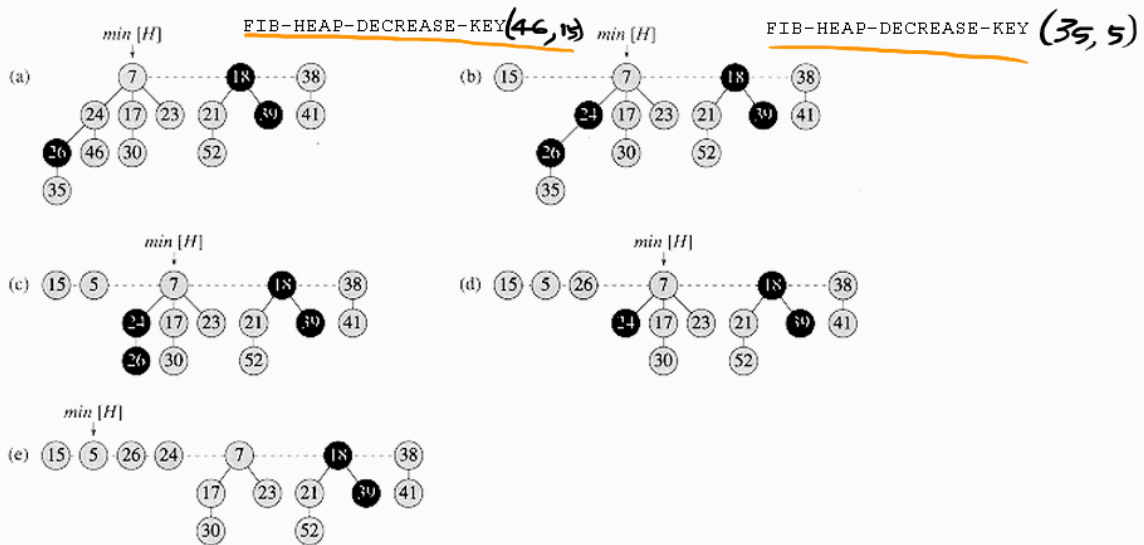 FIB-HEAP-DECREASE-KEY (46, 15)
FIB-HEAP-DECREASE-KEY (35, 5)
min [H]
min [H]
(a) 7 18 38
(b) 15 7 18 38
24 17 23 21 39 41
24 17 23 21 39 41
26 46 30 52
26 30 52
35
35
min [H]
min [H]
(c) 15 5 7 18 38
(d) 15 5 26 7 18 38
24 17 23 21 39 41
24 17 23 21 39 41
26 30 52
30 52
min [H]
(e) 15 5 26 24 7 18 38
17 23 21 39 41
30 52